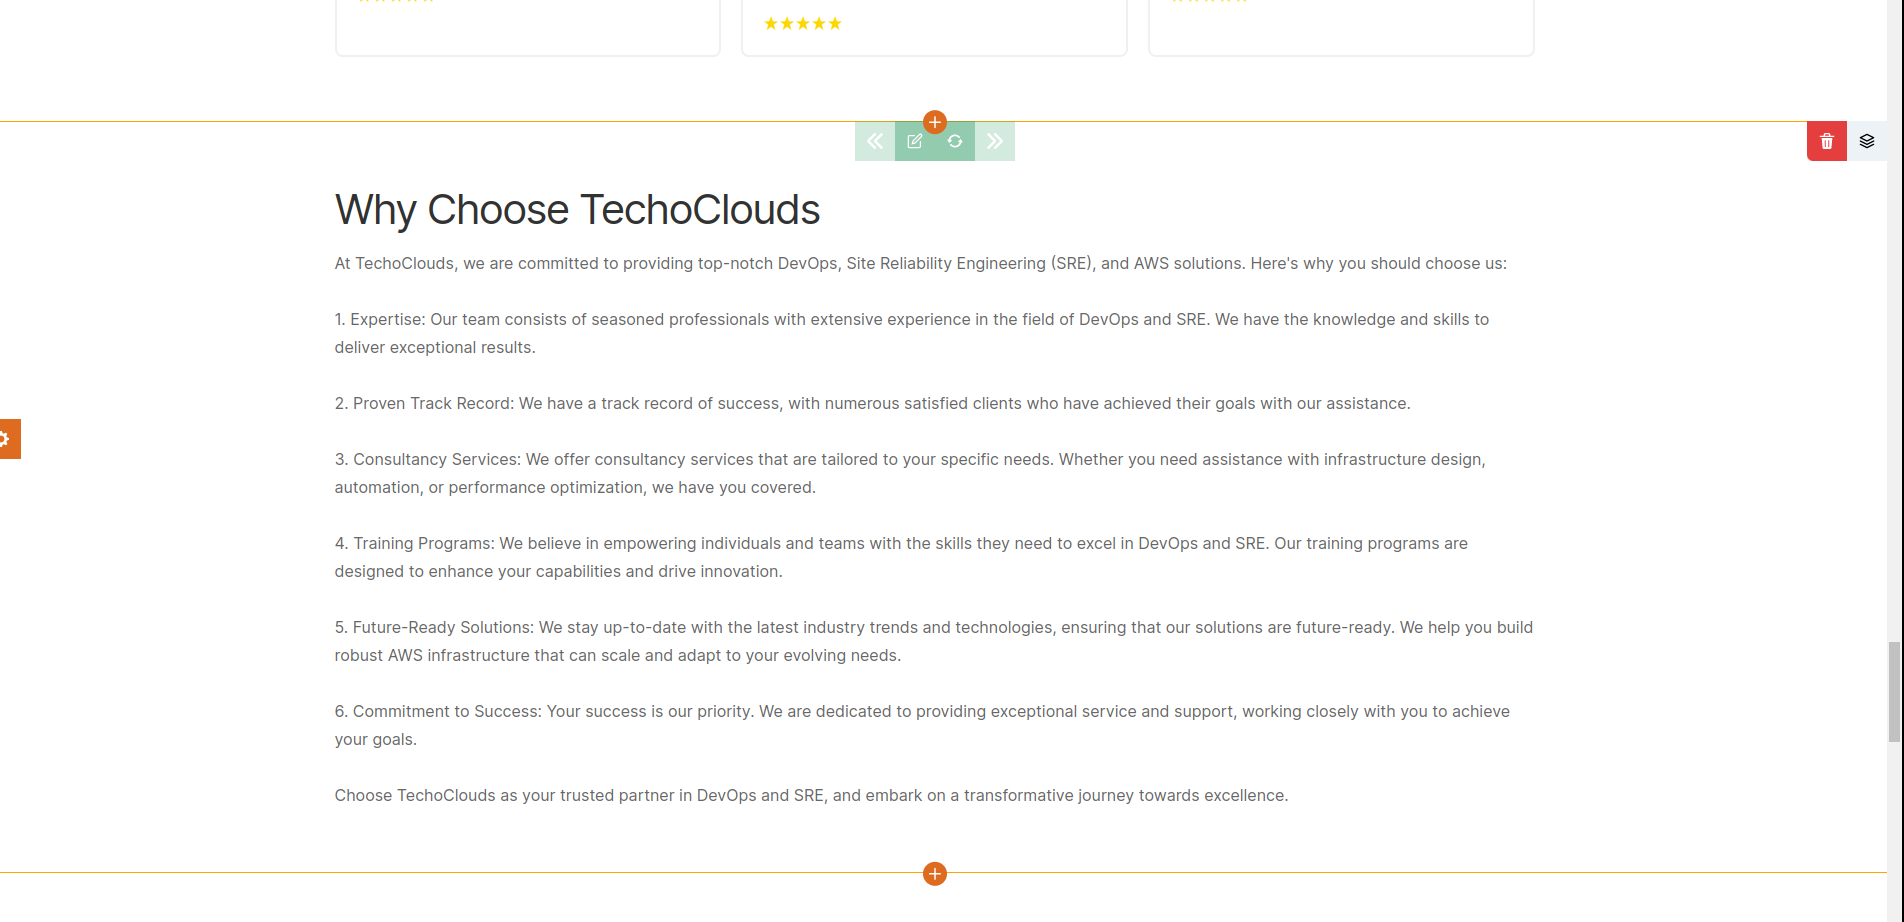 Why Choose TechoClouds
At TechoClouds, we are committed to providing top-notch DevOps, Site Reliability Engineering (SRE), and AWS solutions. Here's why you should choose us:
1. Expertise: Our team consists of seasoned professionals with extensive experience in the field of DevOps and SRE. We have the knowledge and skills to
deliver exceptional results.
2. Proven Track Record: We have a track record of success, with numerous satisfied clients who have achieved their goals with our assistance.
3. Consultancy Services: We offer consultancy services that are tailored to your specific needs. Whether you need assistance with infrastructure design,
automation, or performance optimization, we have you covered.
4. Training Programs: We believe in empowering individuals and teams with the skills they need to excel in DevOps and SRE. Our training programs are
designed to enhance your capabilities and drive innovation.
5. Future-Ready Solutions: We stay up-to-date with the latest industry trends and technologies, ensuring that our solutions are future-ready. We help you build
robust AWS infrastructure that can scale and adapt to your evolving needs.
6. Commitment to Success: Your success is our priority. We are dedicated to providing exceptional service and support, working closely with you to achieve
your goals.
Choose TechoClouds as your trusted partner in DevOps and SRE, and embark on a transformative journey towards excellence.